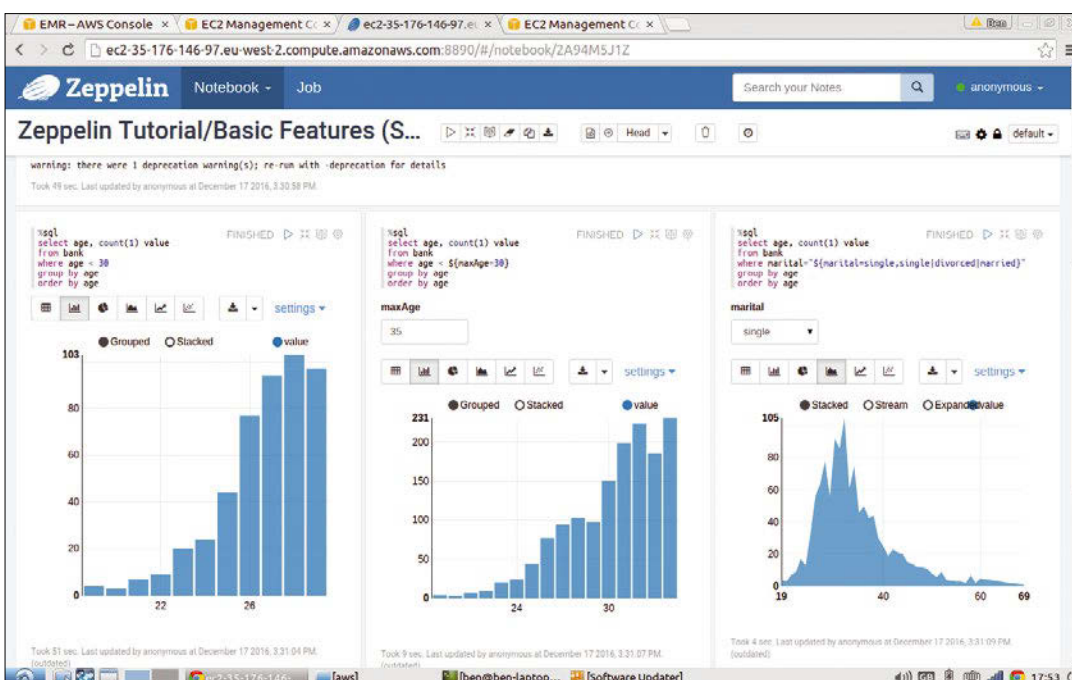 EMR – AWS Console
EC2 Management Co
ec2-35-176-146-97.eu
EC2 Management Co
Ben
ec2-35-176-146-97.eu-west-2.compute.amazonaws.com:8890/#/notebook/2A94M5J1Z
Zeppelin Notebook Job Search your Notes anonymous
Zeppelin Tutorial/Basic Features (S... Head default
warning: there were 1 deprecation warning(s); re-run with -deprecation for details
Took 49 sec. Last updated by anonymous at December 17 2016, 3:30:58 PM.
%sql
select age, count(1) value
from bank
where age < 30
group by age
order by age
FINISHED
settings
Grouped Stacked value
103
80
60
40
20
0
22 26
Took 51 sec. Last updated by anonymous at December 17 2016, 3:31:04 PM.
(outdated)
%sql
select age, count(1) value
from bank
where age < ${maxAge=30}
group by age
order by age
FINISHED
maxAge
35
settings
Grouped Stacked value
231
200
150
100
50
0
24 30
Took 9 sec. Last updated by anonymous at December 17 2016, 3:31:07 PM.
(outdated)
%sql
select age, count(1) value
from bank
where marital="${marital=single,single|divorced|married}"
group by age
order by age
FINISHED
marital
single
settings
Stacked Stream Expanded value
105
80
60
40
20
0
19 40 60 69
Took 4 sec. Last updated by anonymous at December 17 2016, 3:31:09 PM.
(outdated)
ec2-35-176-146- [aws] [ben@ben-laptop... [Software Updater] GB 17:53